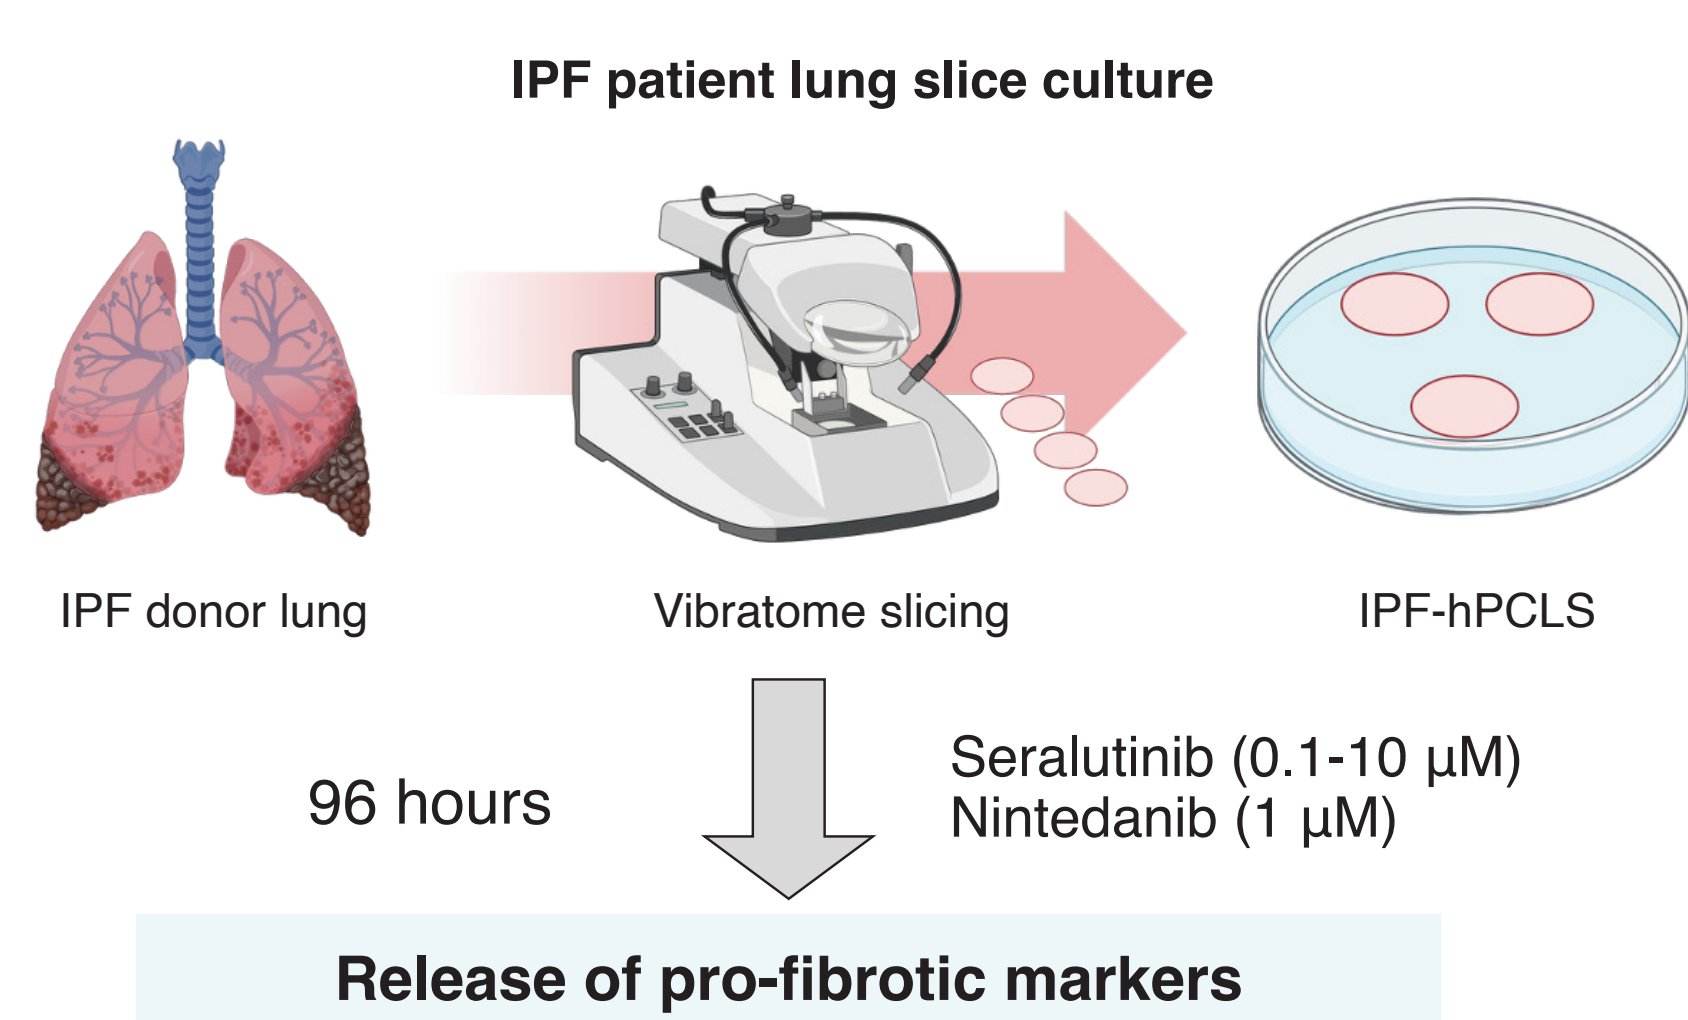 IPF patient lung slice culture
IPF donor lung
Vibratome slicing
IPF-hPCLS
96 hours
Seralutinib (0.1-10 μM)
Nintedanib (1 μM)
Release of pro-fibrotic markers